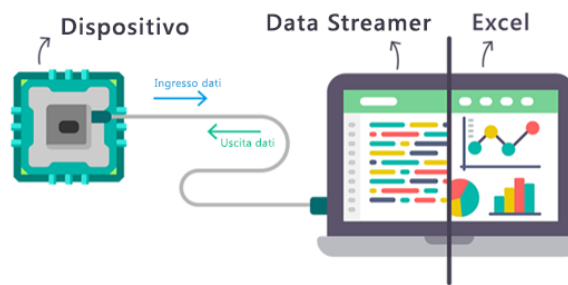 Dispositivo
Data Streamer
Excel
Ingresso dati
Uscita dati